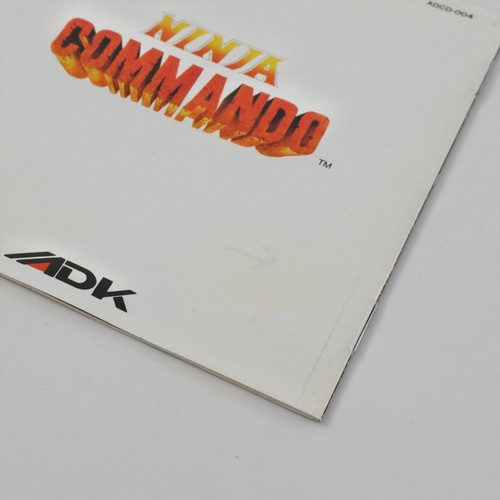 ADCD-004
NINJA
COMMANDO
TM
ADK